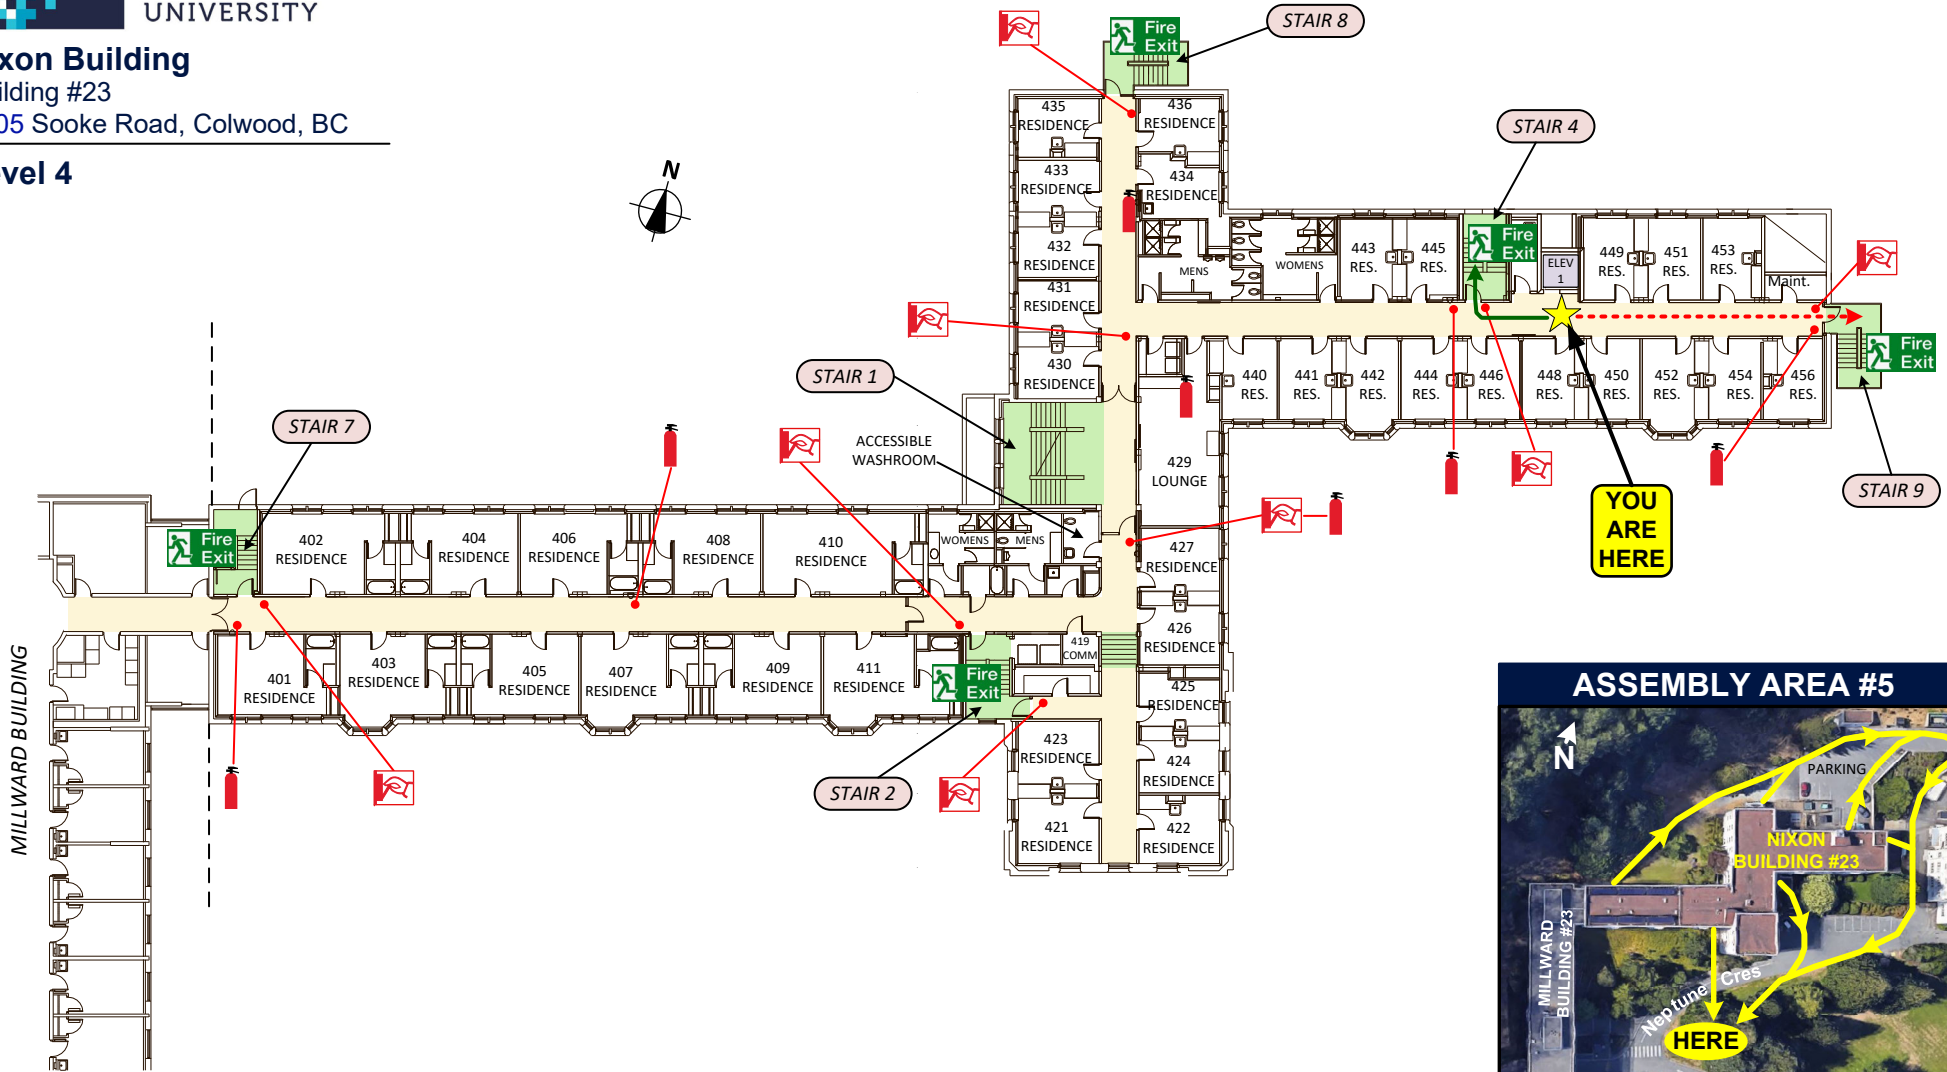 UNIVERSITY
xon Building
ilding #23
05 Sooke Road, Colwood, BC
vel 4
N
STAIR 8
Fire
Exit
STAIR 4
435
RESIDENCE
436
RESIDENCE
433
RESIDENCE
434
RESIDENCE
432
RESIDENCE
431
RESIDENCE
430
RESIDENCE
MENS
WOMENS
443
RES.
445
RES.
Fire
Exit
ELEV
1
449
RES.
451
RES.
453
RES.
Maint.
Fire
Exit
440
RES.
441
RES.
442
RES.
444
RES.
446
RES.
448
RES.
450
RES.
452
RES.
454
RES.
456
RES.
STAIR 9
YOU
ARE
HERE
STAIR 1
ACCESSIBLE
WASHROOM
429
LOUNGE
STAIR 7
Fire
Exit
402
RESIDENCE
404
RESIDENCE
406
RESIDENCE
408
RESIDENCE
410
RESIDENCE
WOMENS
MENS
427
RESIDENCE
426
RESIDENCE
419
COMM
401
RESIDENCE
403
RESIDENCE
405
RESIDENCE
407
RESIDENCE
409
RESIDENCE
411
RESIDENCE
Fire
Exit
425
RESIDENCE
423
RESIDENCE
424
RESIDENCE
421
RESIDENCE
422
RESIDENCE
STAIR 2
MILLWARD BUILDING
ASSEMBLY AREA #5
N
PARKING
NIXON
BUILDING #23
MILLWARD
BUILDING #23
Neptune Cres
HERE